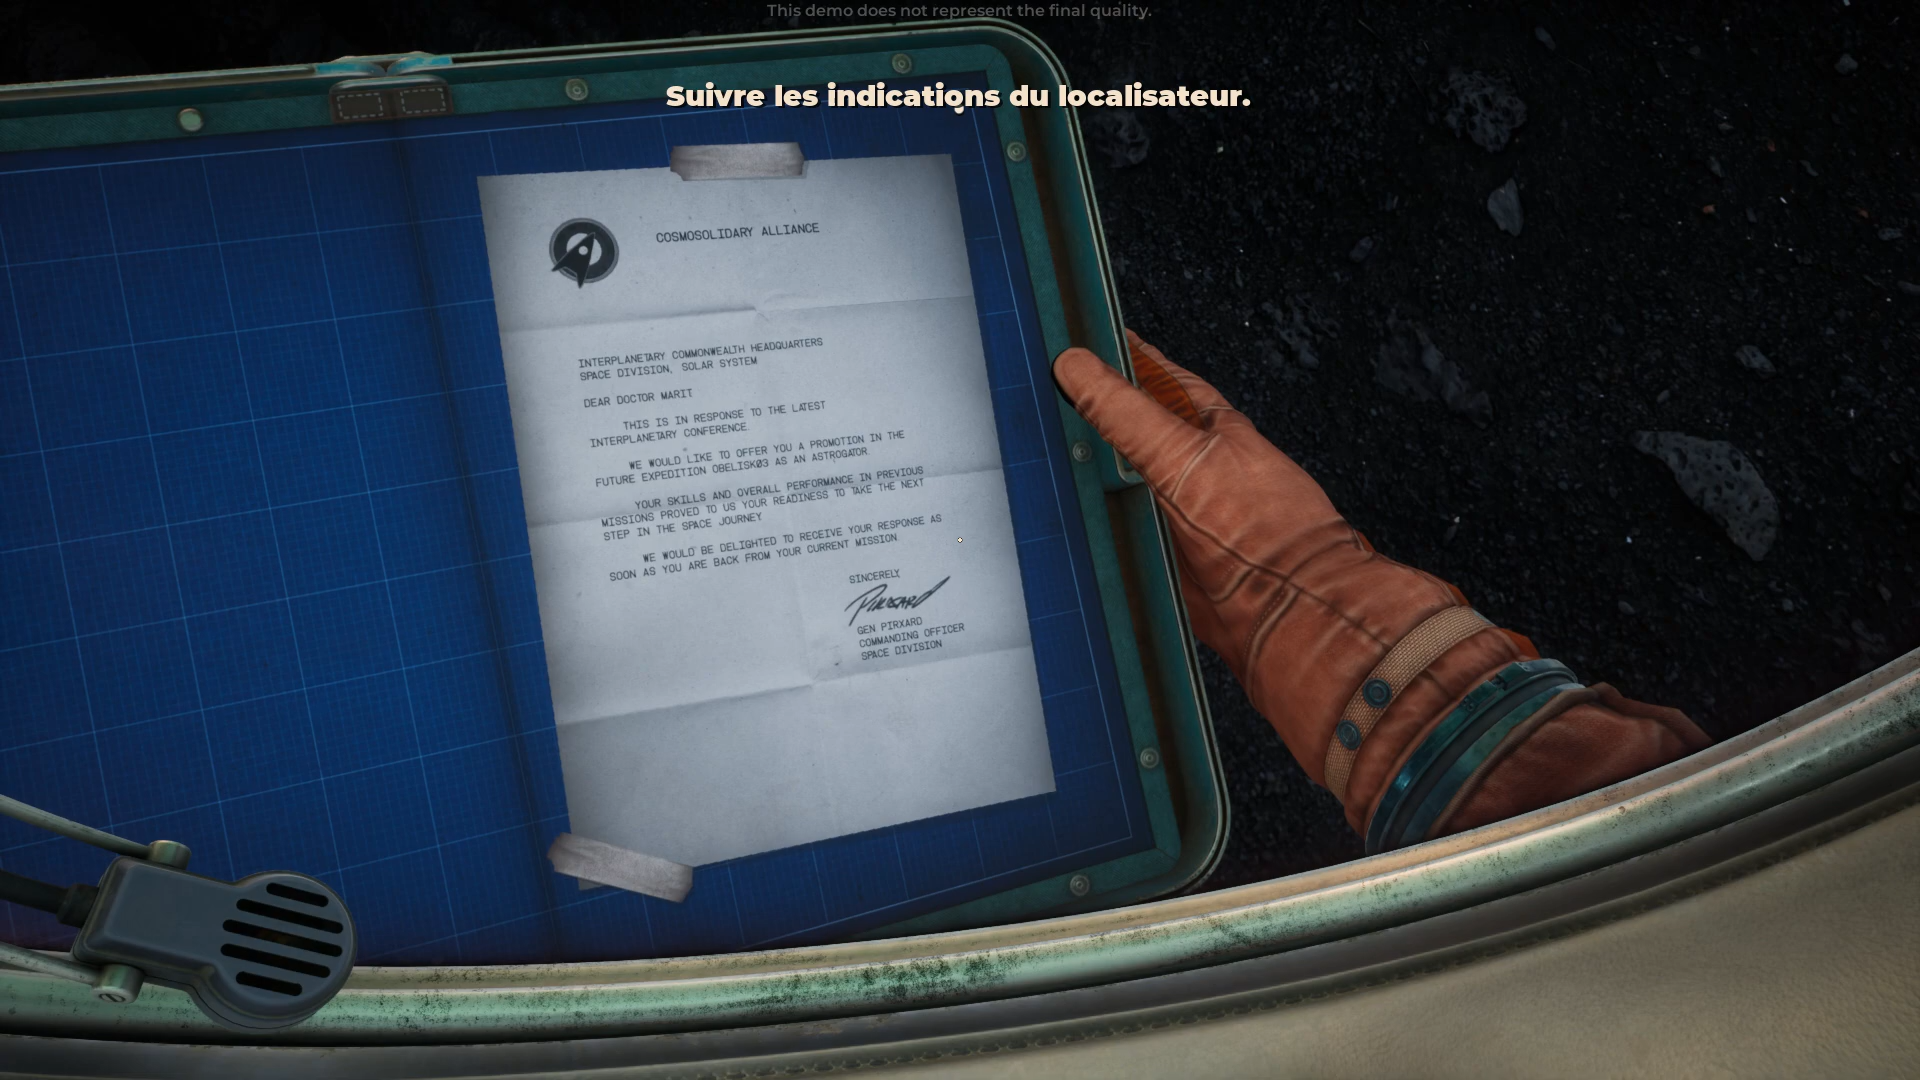 This demo does not represent the final quality.
Suivre les indications du localisateur.
COSMOSOLIDARY ALLIANCE
INTERPLANETARY COMMONWEALTH HEADQUARTERS
SPACE DIVISION, SOLAR SYSTEM
DEAR DOCTOR MARIT
THIS IS IN RESPONSE TO THE LATEST
INTERPLANETARY CONFERENCE
WE WOULD LIKE TO OFFER YOU A PROMOTION IN THE
FUTURE EXPEDITION OBELISK03 AS AN ASTROGATOR
YOUR SKILLS AND OVERALL PERFORMANCE IN PREVIOUS
MISSIONS PROVED TO US YOUR READINESS TO TAKE THE NEXT
STEP IN THE SPACE JOURNEY
WE WOULD BE DELIGHTED TO RECEIVE YOUR RESPONSE AS
SOON AS YOU ARE BACK FROM YOUR CURRENT MISSION
SINCERELY,
GEN PIRXARD
COMMANDING OFFICER
SPACE DIVISION